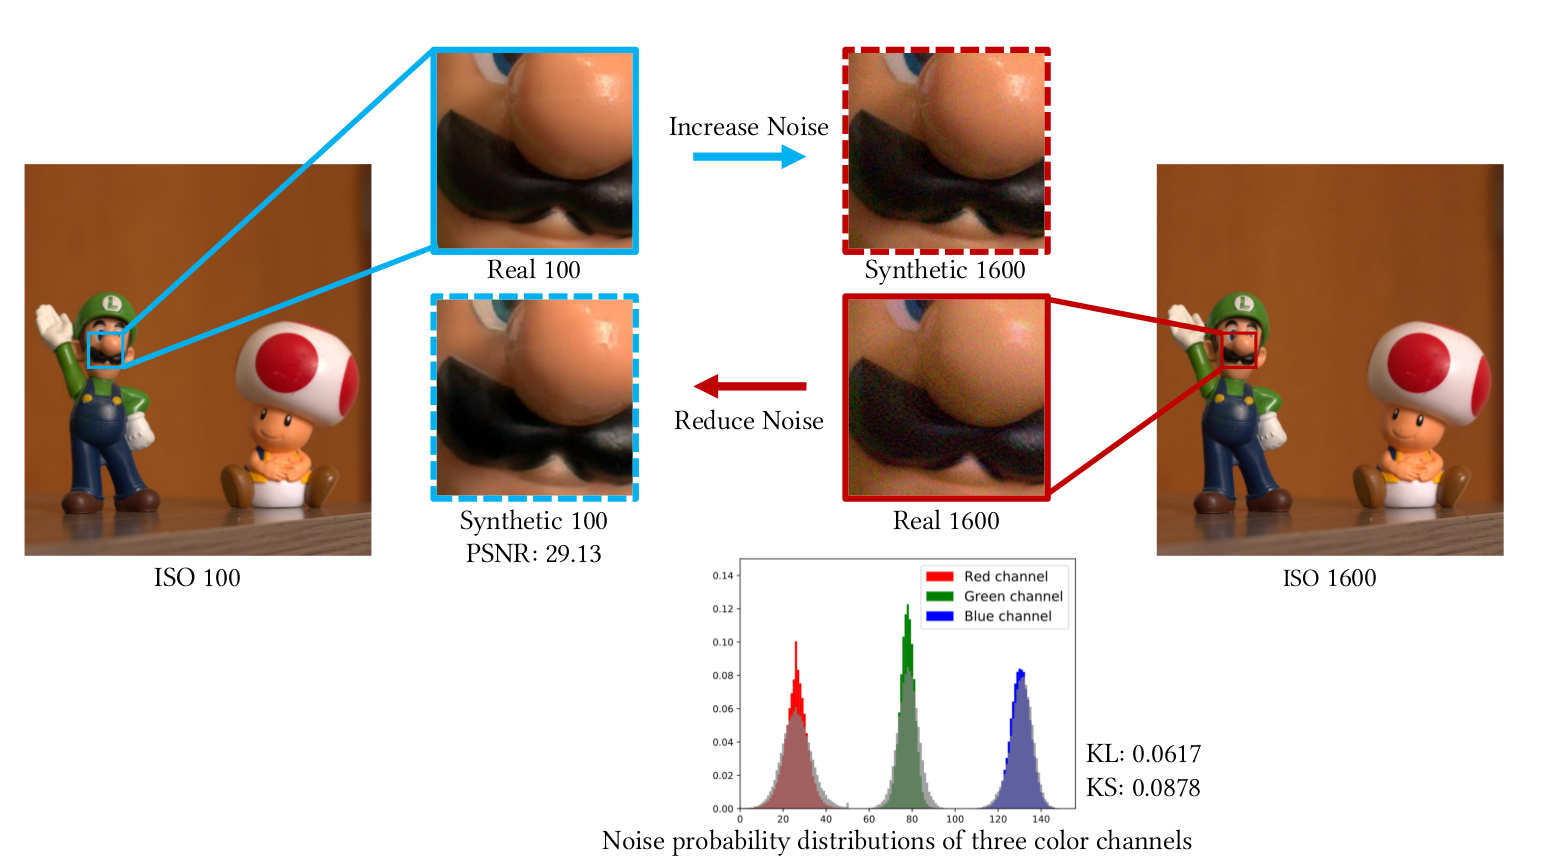 Increase Noise
Real 100
Synthetic 1600
L
L
Reduce Noise
Synthetic 100
PSNR: 29.13
Real 1600
ISO 100
ISO 1600
0.14
0.12
0.10
0.08
0.06
0.04
0.02
0.00
Red channel
Green channel
Blue channel
0 20 40 60 80 100 120 140
KL: 0.0617
KS: 0.0878
Noise probability distributions of three color channels